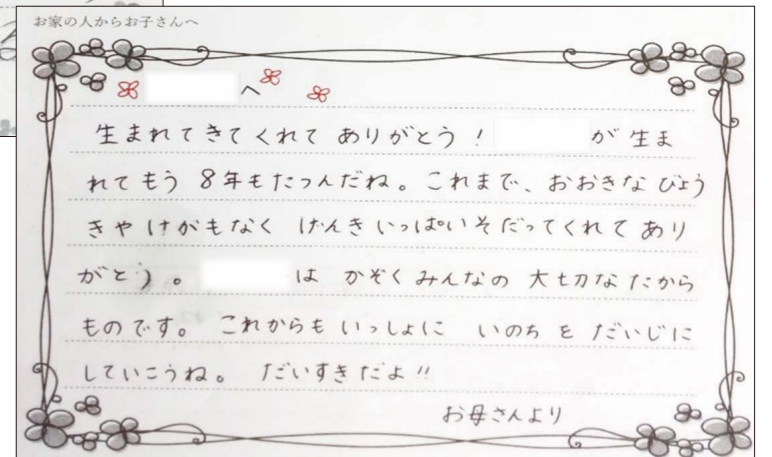 お家の人からお子さんへ
へ
生まれてきてくれて ありがとう! が 生ま
れてもう 8年もたつんだね。これまで、おおきな びょう
きや けがもなく げんきいっぱいそだってくれて あり
がとう。 は かぞくみんなの 大切な たから
ものです。 これからも いっしょに いのち を だいじに
していこうね。 だいすきだよ!!
お母さんより